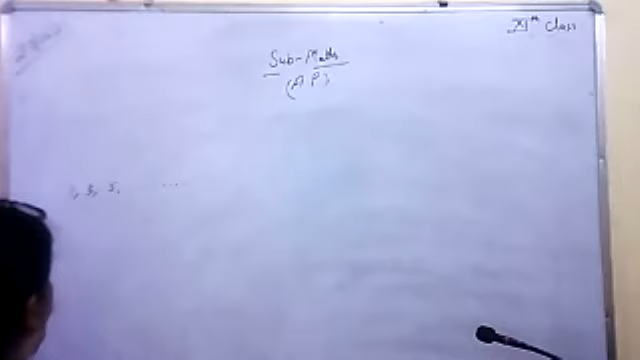 XIth Class
Sub-Maths
(A P)
1, 3, 5, ....